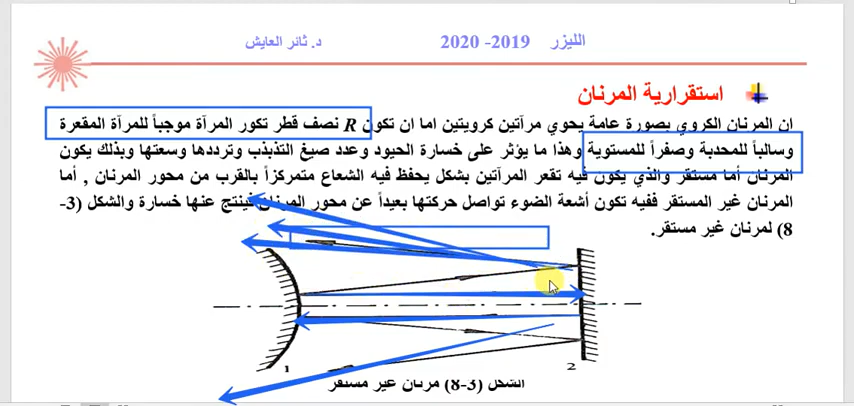 الليزر 2019- 2020 د. ثائر العايش
استقرارية المرنان
ان المرنان الكروي بصورة عامة يحوي مرآتين كرويتين اما ان تكون R نصف قطر تكور المرآة موجباً للمرآة المقعرة
وسالباً للمحدبة وصفراً للمستوية وهذا ما يؤثر على خسارة الحيود وعدد صيغ التذبذب وترددها وسعتها وبذلك يكون
المرنان أما مستقر والذي يكون فيه تقعر المرآتين بشكل يحفظ فيه الشعاع متمركزاً بالقرب من محور المرنان , أما
المرنان غير المستقر ففيه تكون أشعة الضوء تواصل حركتها بعيداً عن محور المرنان فينتج عنها خسارة والشكل (3-
8) لمرنان غير مستقر.
1 2
الشكل (3-8) مرنان غير مستقر